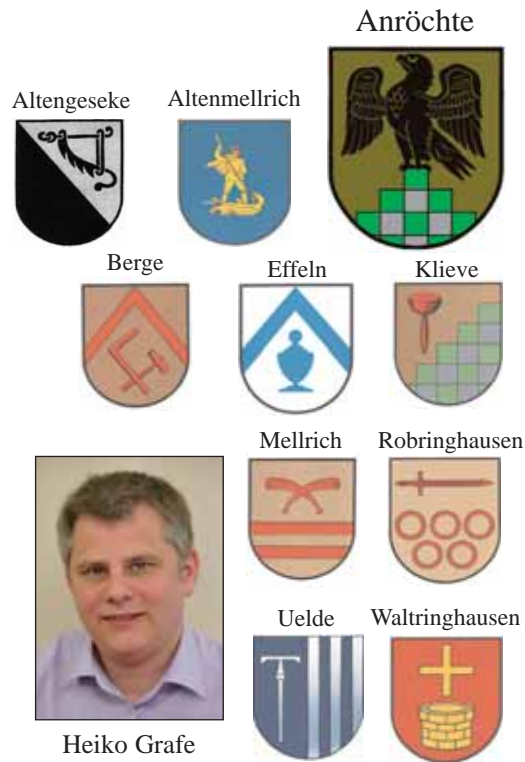 Anröchte
Altengeseke Altenmellrich
Berge Effeln Klieve
Mellrich Robringhausen
Uelde Waltringhausen
Heiko Grafe